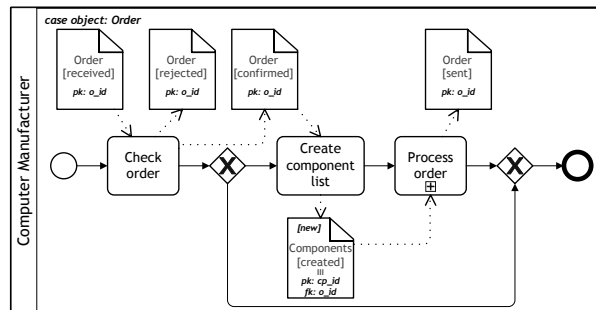 Computer Manufacturer
case object: Order
Order
[received]
pk: o_id
Order
[rejected]
pk: o_id
Order
[confirmed]
pk: o_id
Order
[sent]
pk: o_id
Check
order
X
Create
component
list
Process
order
X
[new]
Components
[created]
pk: cp_id
fk: o_id